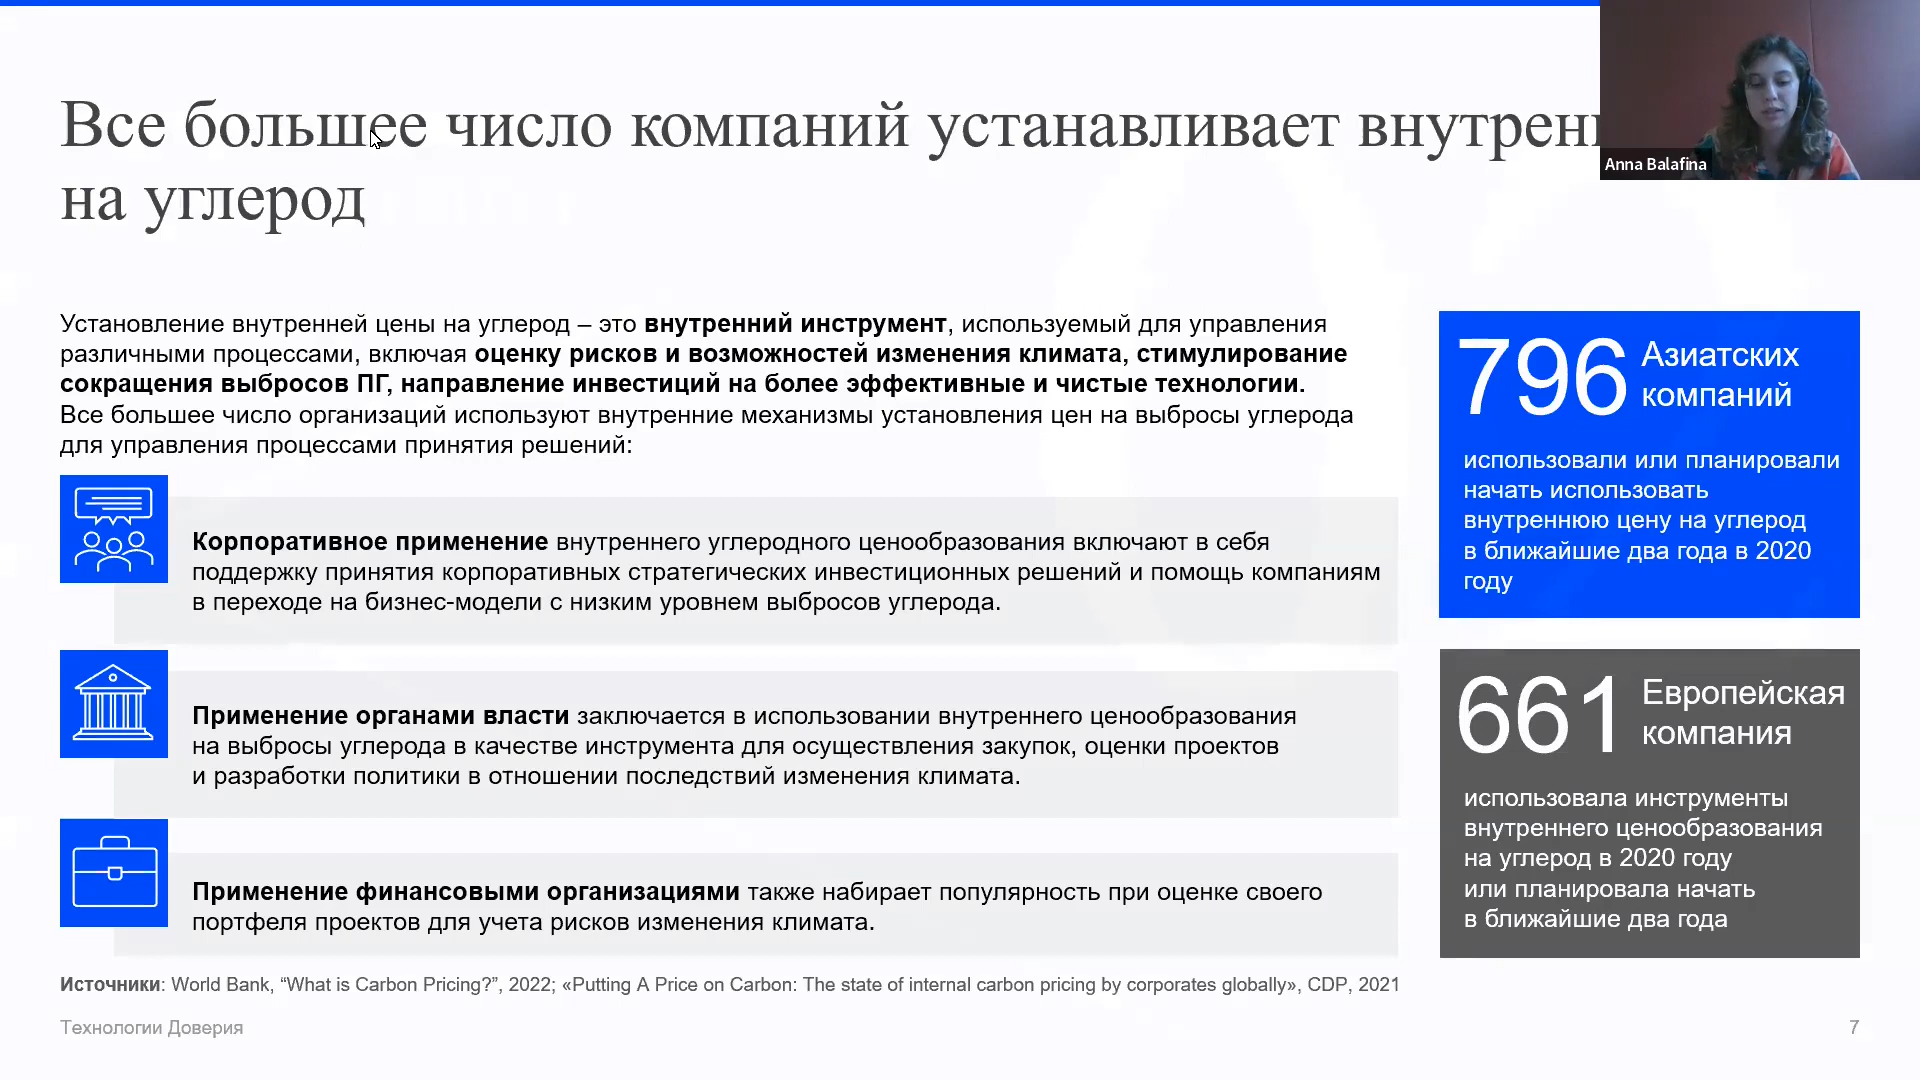 Все большее число компаний устанавливает
на углерод
Anna Balafina
Установление внутренней цены на углерод – это внутренний инструмент, используемый для управления
различными процессами, включая оценку рисков и возможностей изменения климата, стимулирование
сокращения выбросов ПГ, направление инвестиций на более эффективные и чистые технологии.
Все большее число организаций используют внутренние механизмы установления цен на выбросы углерода
для управления процессами принятия решений:
Корпоративное применение внутреннего углеродного ценообразования включают в себя
поддержку принятия корпоративных стратегических инвестиционных решений и помощь компаниям
в переходе на бизнес-модели с низким уровнем выбросов углерода.
Применение органами власти заключается в использовании внутреннего ценообразования
на выбросы углерода в качестве инструмента для осуществления закупок, оценки проектов
и разработки политики в отношении последствий изменения климата.
Применение финансовыми организациями также набирает популярность при оценке своего
портфеля проектов для учета рисков изменения климата.
796 Азиатских
компаний
использовали или планировали
начать использовать
внутреннюю цену на углерод
в ближайшие два года в 2020
году
661 Европейская
компания
использовала инструменты
внутреннего ценообразования
на углерод в 2020 году
или планировала начать
в ближайшие два года
Источники: World Bank, “What is Carbon Pricing?”, 2022; «Putting A Price on Carbon: The state of internal carbon pricing by corporates globally», CDP, 2021
Технологии Доверия
7